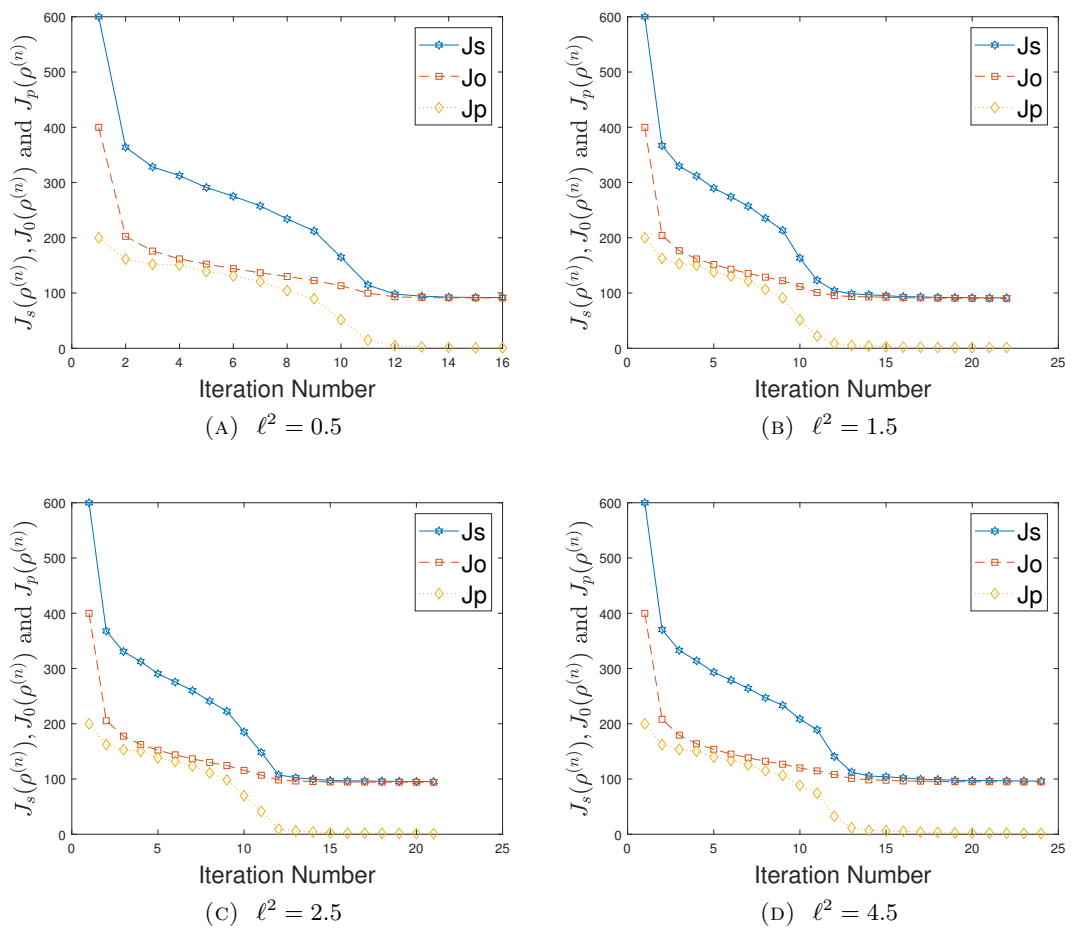 600
500
400
300
200
100
0
J_s(ρ^(n)), J_0(ρ^(n)) and J_p(ρ^(n))
Js
Jo
Jp
0 2 4 6 8 10 12 14 16
Iteration Number
(A) ℓ² = 0.5
600
500
400
300
200
100
0
J_s(ρ^(n)), J_0(ρ^(n)) and J_p(ρ^(n))
Js
Jo
Jp
0 5 10 15 20 25
Iteration Number
(B) ℓ² = 1.5
600
500
400
300
200
100
0
J_s(ρ^(n)), J_0(ρ^(n)) and J_p(ρ^(n))
Js
Jo
Jp
0 5 10 15 20 25
Iteration Number
(C) ℓ² = 2.5
600
500
400
300
200
100
0
J_s(ρ^(n)), J_0(ρ^(n)) and J_p(ρ^(n))
Js
Jo
Jp
0 5 10 15 20 25
Iteration Number
(D) ℓ² = 4.5